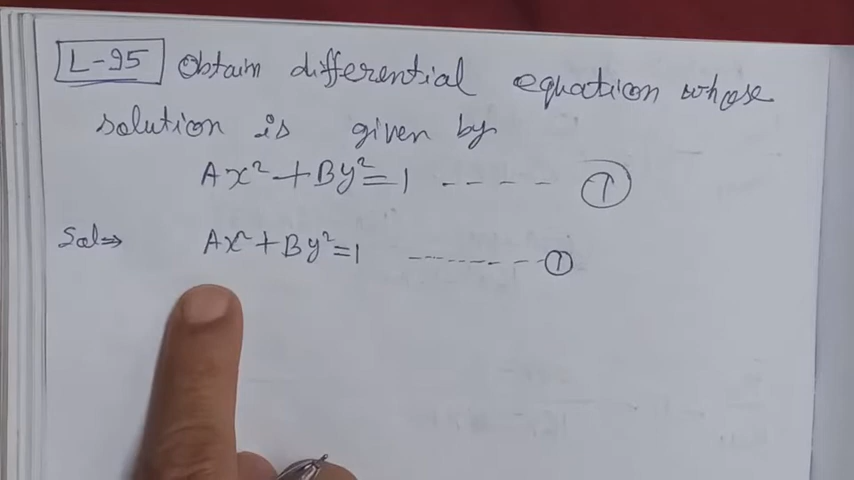 L-95 Obtain differential equation whose
solution is given by
Ax²+By²=1 ---- ①
Sol⇒ Ax²+By²=1 -------- ①